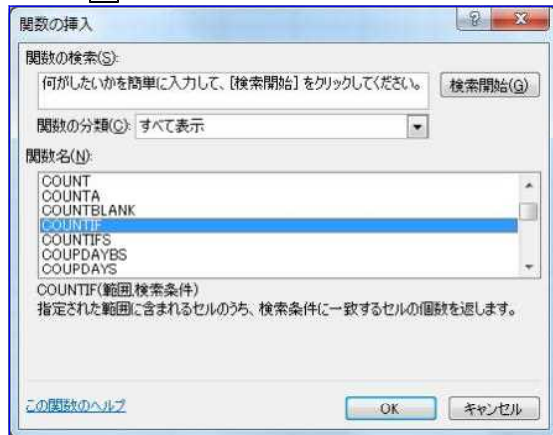 関数の挿入
関数の検索(S):
何がしたいかを簡単に入力して、[検索開始] をクリックしてください。
検索開始(G)
関数の分類(C): すべて表示
関数名(N):
COUNT
COUNTA
COUNTBLANK
COUNTIF
COUNTIFS
COUPDAYBS
COUPDAYS
COUNTIF(範囲,検索条件)
指定された範囲に含まれるセルのうち、検索条件に一致するセルの個数を返します。
この関数のヘルプ
OK
キャンセル